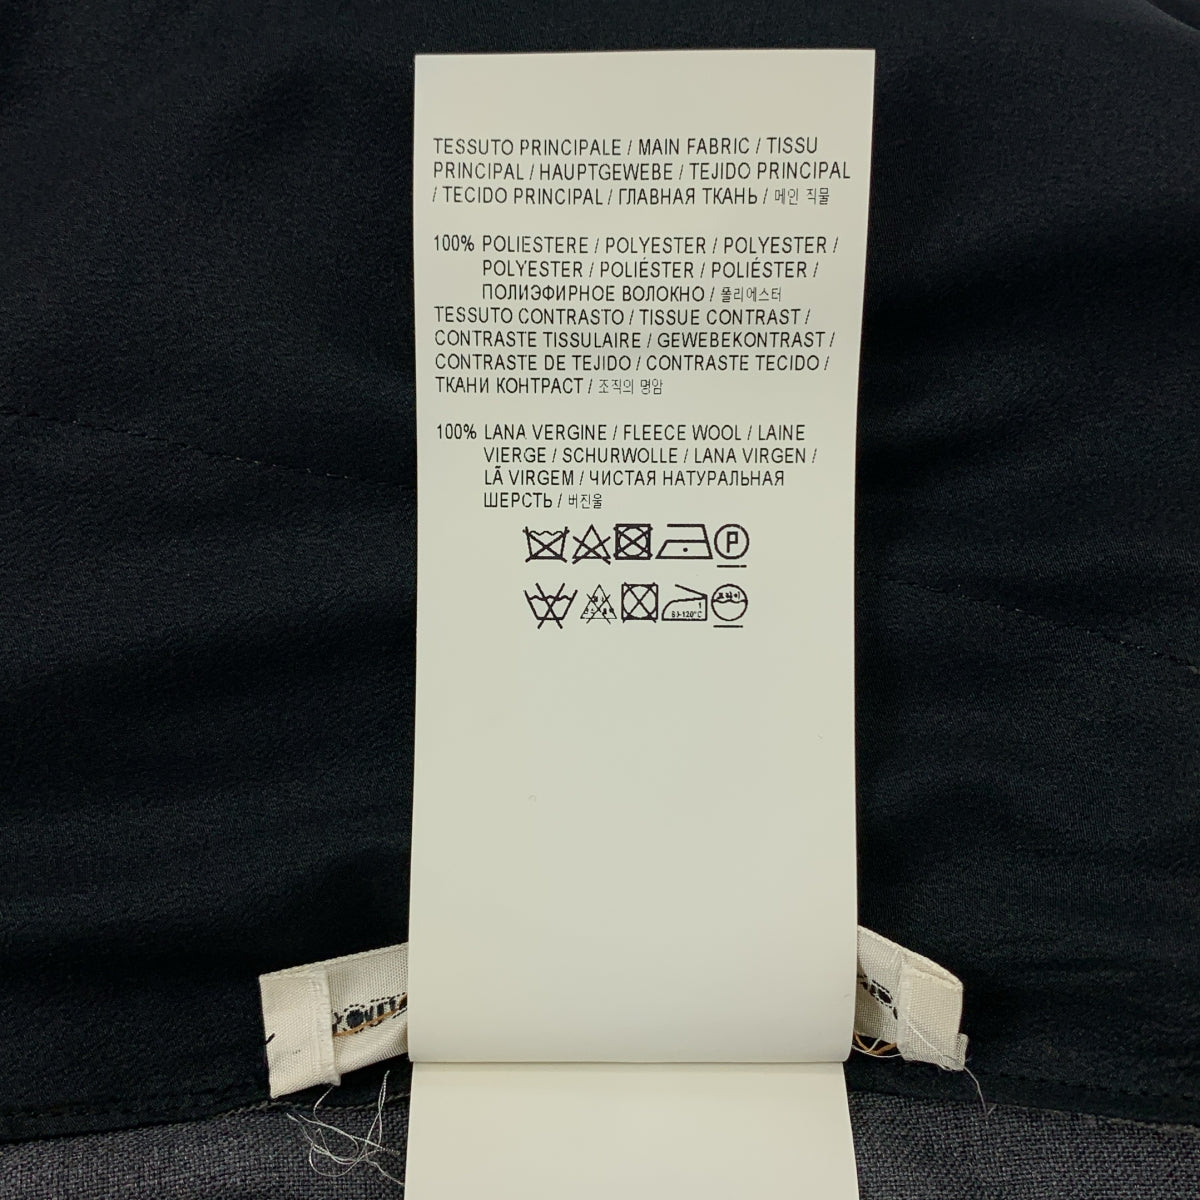 TESSUTO PRINCIPALE / MAIN FABRIC / TISSU
PRINCIPAL / HAUPTGEWEBE / TEJIDO PRINCIPAL
/ TECIDO PRINCIPAL / ГЛАВНАЯ ТКАНЬ / 메인 직물
100% POLIESTERE / POLYESTER / POLYESTER /
POLYESTER / POLIÉSTER / POLIÉSTER /
ПОЛИЭФИРНОЕ ВОЛОКНО / 폴리에스터
TESSUTO CONTRASTO / TISSUE CONTRAST /
CONTRASTE TISSULAIRE / GEWEBEKONTRAST /
CONTRASTE DE TEJIDO / CONTRASTE TECIDO /
ТКАНИ КОНТРАСТ / 조직의 명암
100% LANA VERGINE / FLEECE WOOL / LAINE
VIERGE / SCHURWOLLE / LANA VIRGEN /
LÃ VIRGEM / ЧИСТАЯ НАТУРАЛЬНАЯ
ШЕРСТЬ / 버진울
P